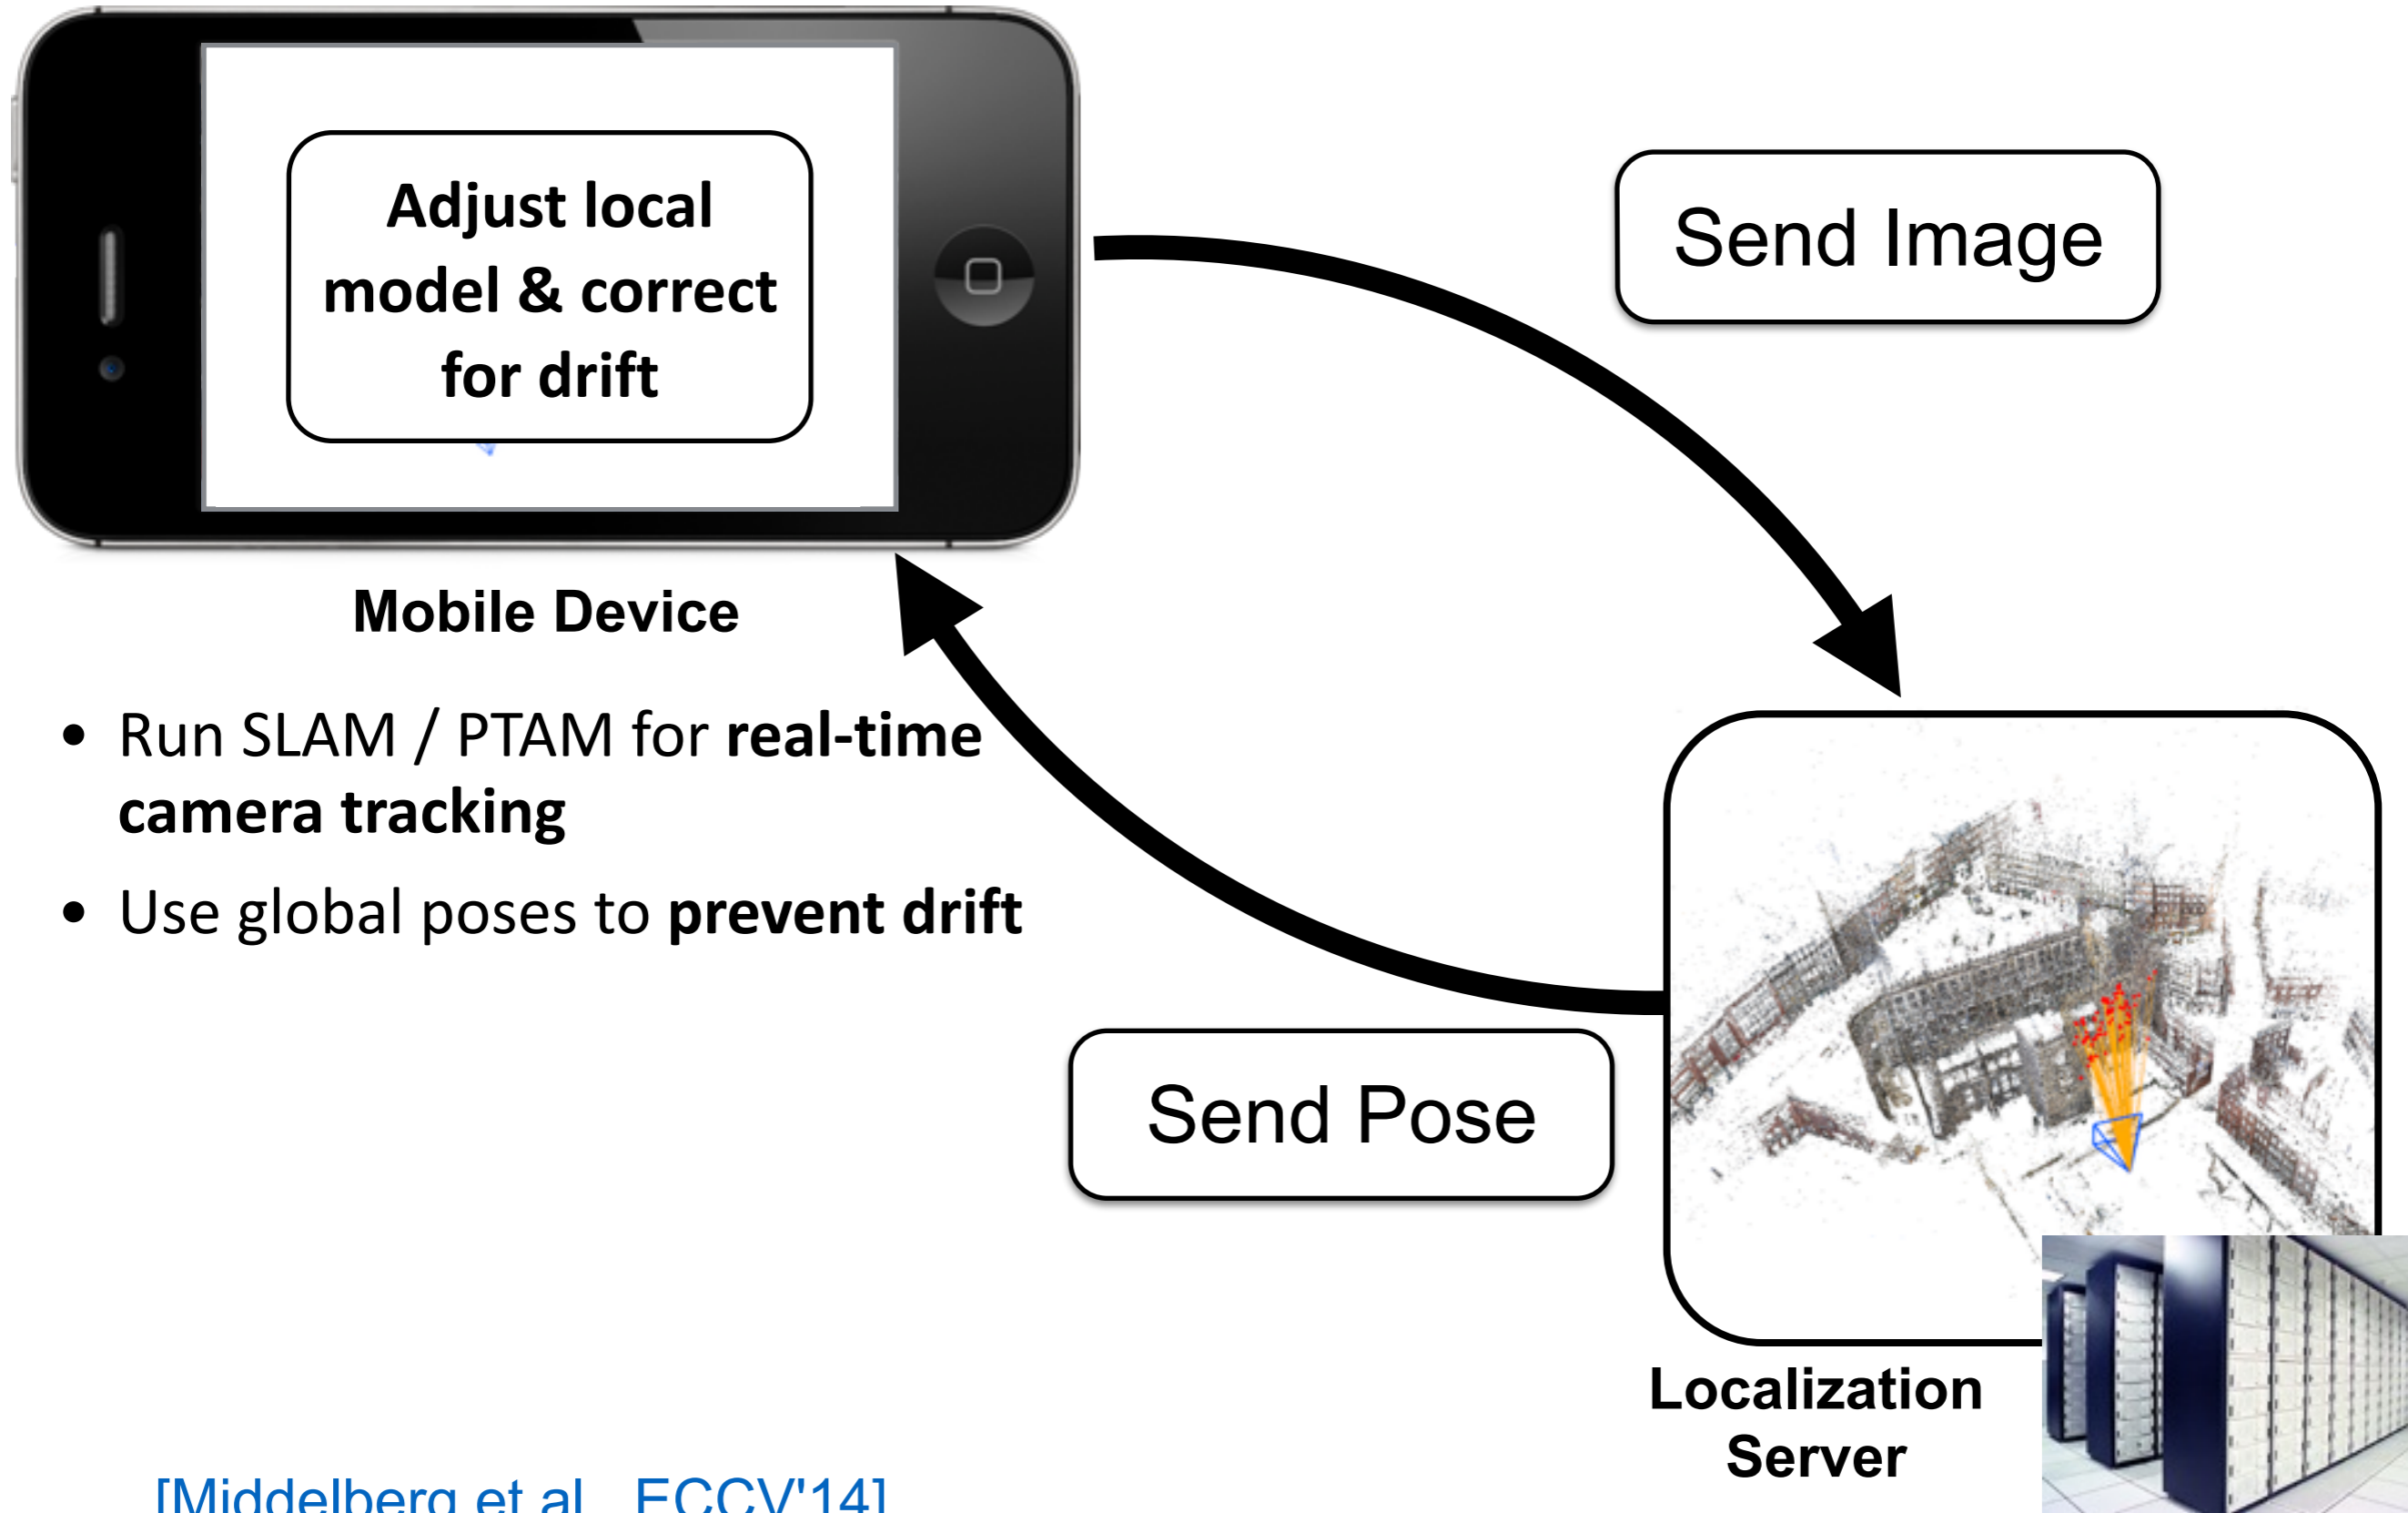 Adjust local
model & correct
for drift
Send Image
Mobile Device
• Run SLAM / PTAM for real-time
camera tracking
• Use global poses to prevent drift
Send Pose
Localization
Server
[Middelberg et al., ECCV'14]